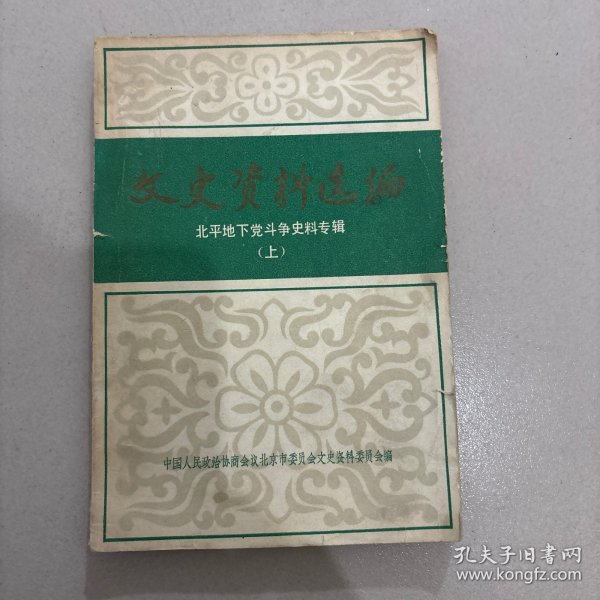 文史资料选编
北平地下党斗争史料专辑
（上）
中国人民政治协商会议北京市委员会文史资料委员会编
孔夫子旧书网
www.kongfz.com